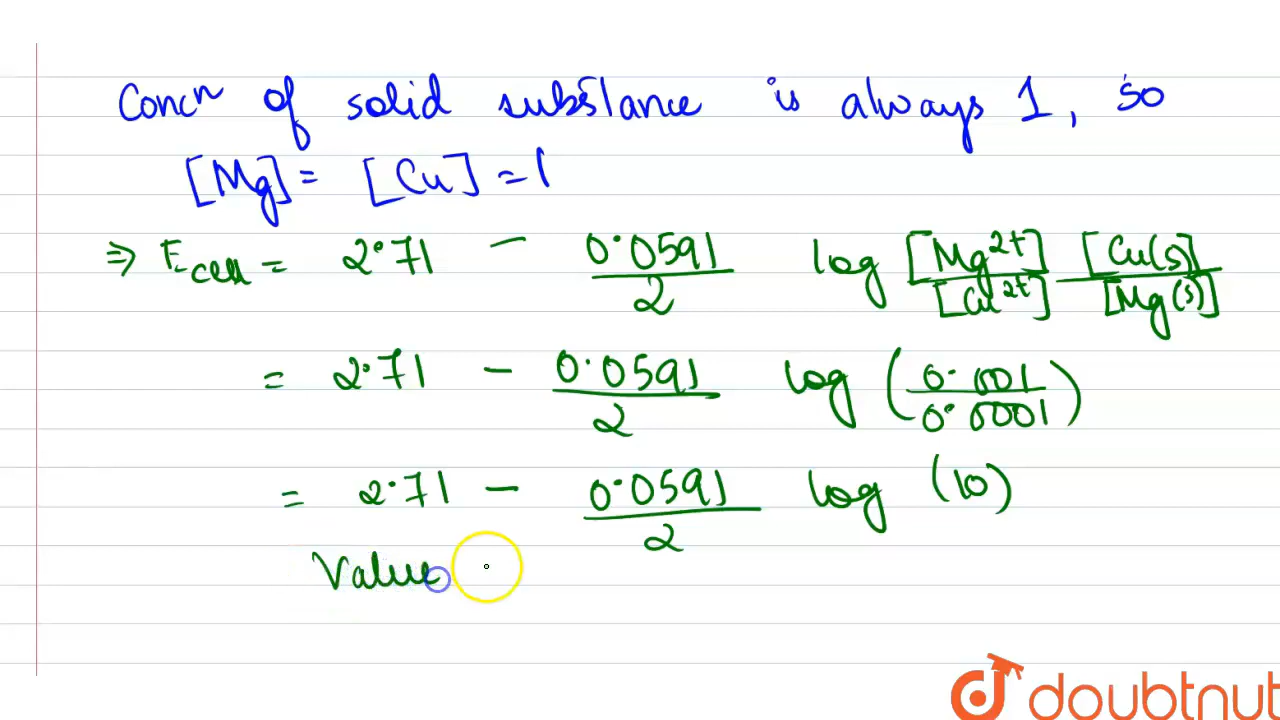 Concn of solid substance is always 1, so
[Mg] = [Cu] = 1
⇒ Ecell = 2.71 - 0.0591/2 log [Mg2+]/[Cu2+] [Cu(s)]/[Mg(s)]
= 2.71 - 0.0591/2 log (0.001/0.0001)
= 2.71 - 0.0591/2 log (10)
Value
doubtnut